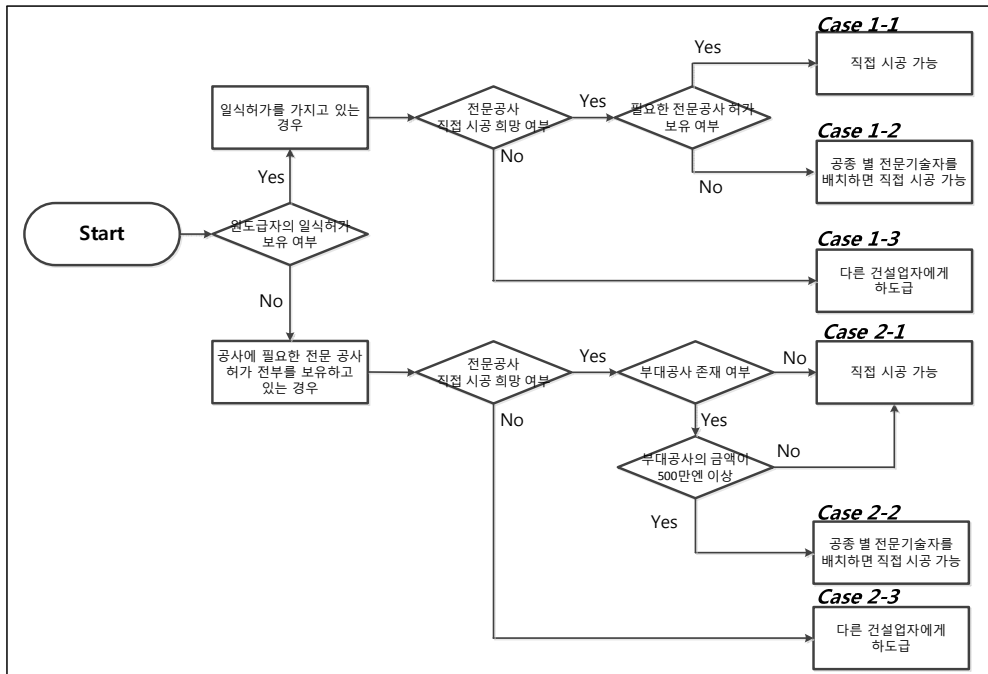 Case 1-1
Yes
직접 시공 가능
일식허가를 가지고 있는
경우
전문공사
직접 시공 희망 여부
Yes
필요한 전문공사 허가
보유 여부
Case 1-2
No
No
공종 별 전문기술자를
배치하면 직접 시공 가능
Yes
Start
원도급자의 일식허가
보유 여부
Case 1-3
다른 건설업자에게
하도급
No
Case 2-1
공사에 필요한 전문 공사
허가 전부를 보유하고
있는 경우
전문공사
직접 시공 희망 여부
Yes
부대공사 존재 여부
No
직접 시공 가능
No
Yes
부대공사의 금액이
500만엔 이상
No
Case 2-2
Yes
공종 별 전문기술자를
배치하면 직접 시공 가능
Case 2-3
다른 건설업자에게
하도급